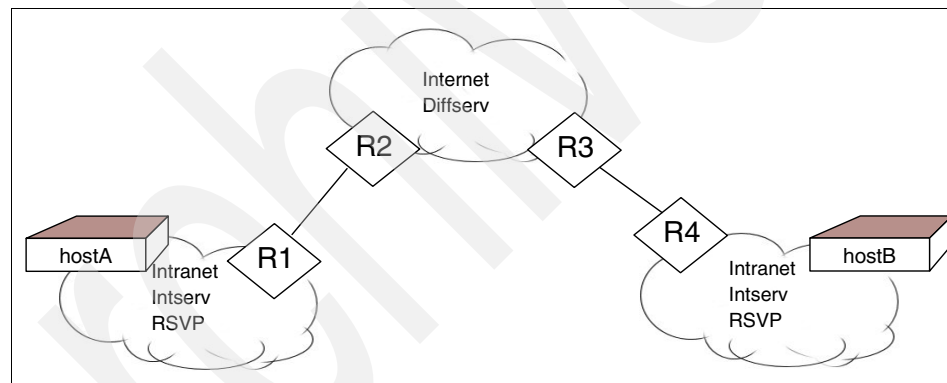 Internet
Diffserv
R2
R3
R1
R4
hostA
Intranet
Intserv
RSVP
Intranet
Intserv
RSVP
hostB